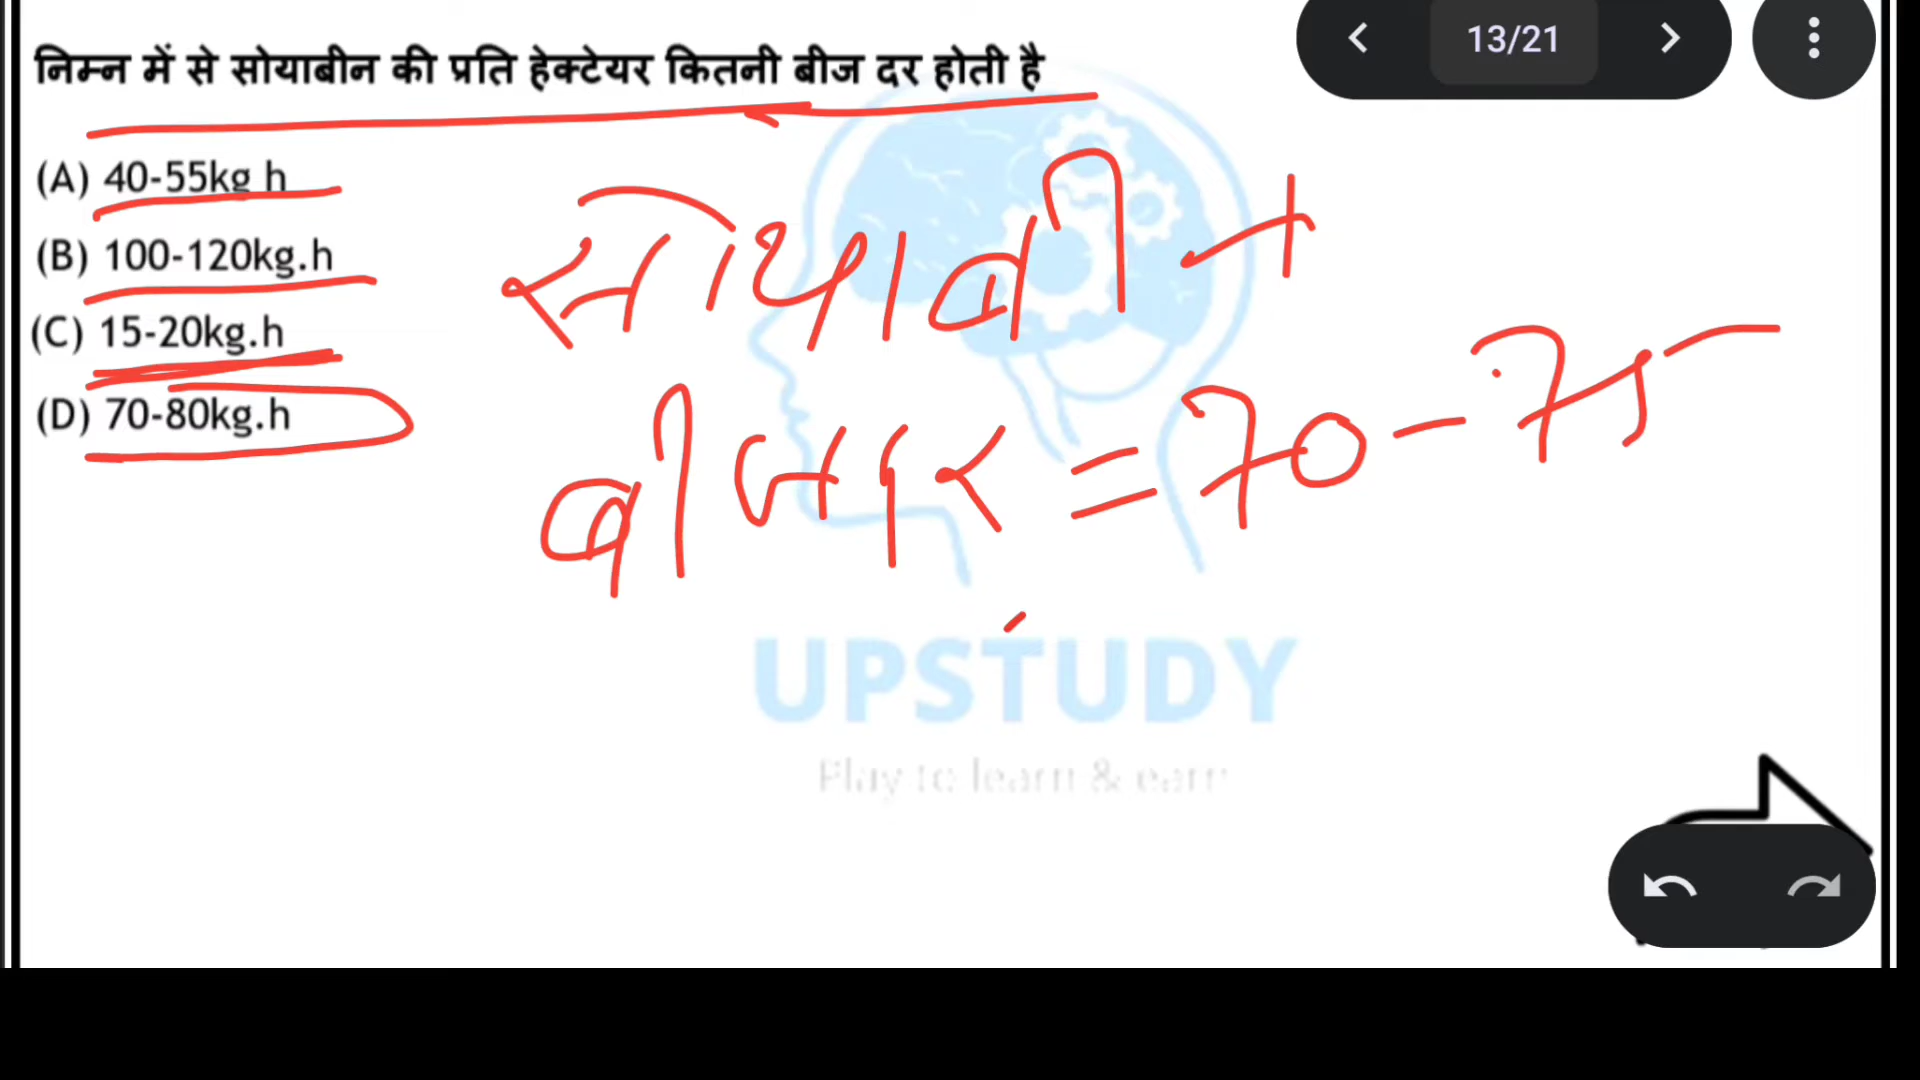 निम्न में से सोयाबीन की प्रति हेक्टेयर कितनी बीज दर होती है
13/21
(A) 40-55kg h
(B) 100-120kg.h
(C) 15-20kg.h
(D) 70-80kg.h
सोयाबीन
बीज दर = 70-75
UPSTUDY
Play to learn & earn